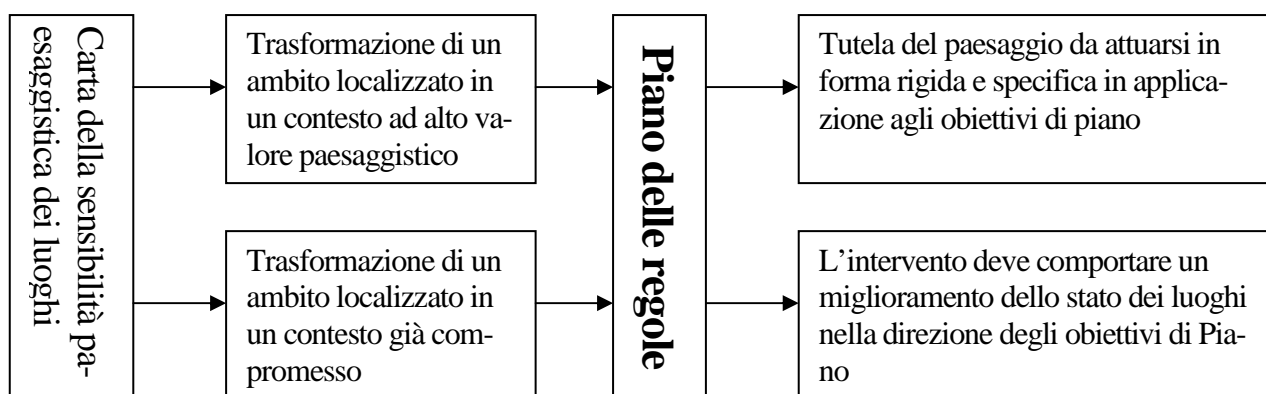 Carta della sensibilità pa-
esaggistica dei luoghi
Trasformazione di un
ambito localizzato in
un contesto ad alto va-
lore paesaggistico
Trasformazione di un
ambito localizzato in
un contesto già com-
promesso
Piano delle regole
Tutela del paesaggio da attuarsi in
forma rigida e specifica in applica-
zione agli obiettivi di piano
L’intervento deve comportare un
miglioramento dello stato dei luoghi
nella direzione degli obiettivi di Pia-
no